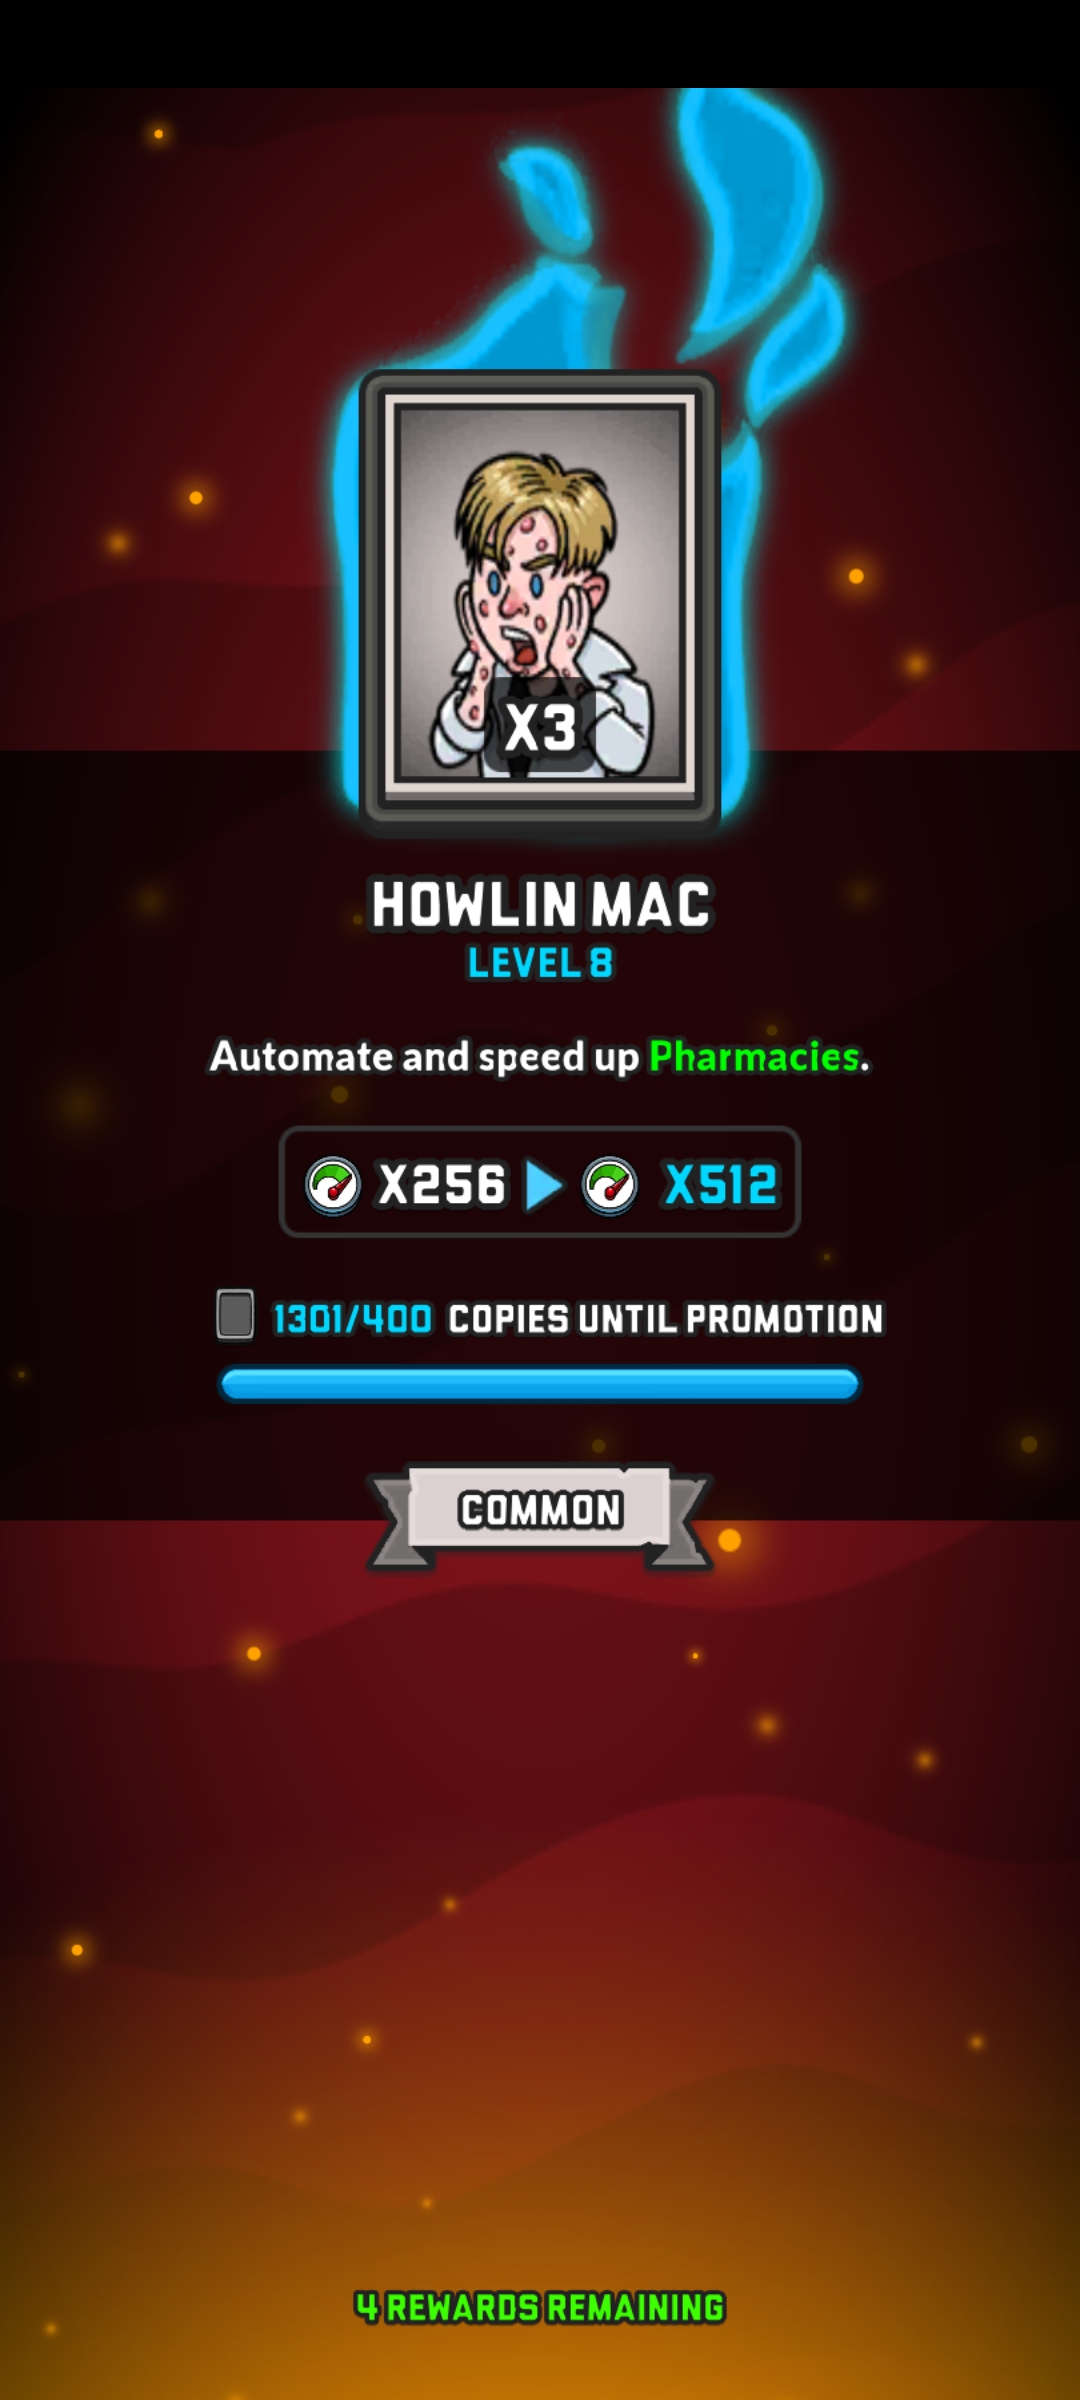 X3
HOWLIN MAC
LEVEL 8
Automate and speed up Pharmacies.
X256 X512
1301/400 COPIES UNTIL PROMOTION
COMMON
4 REWARDS REMAINING